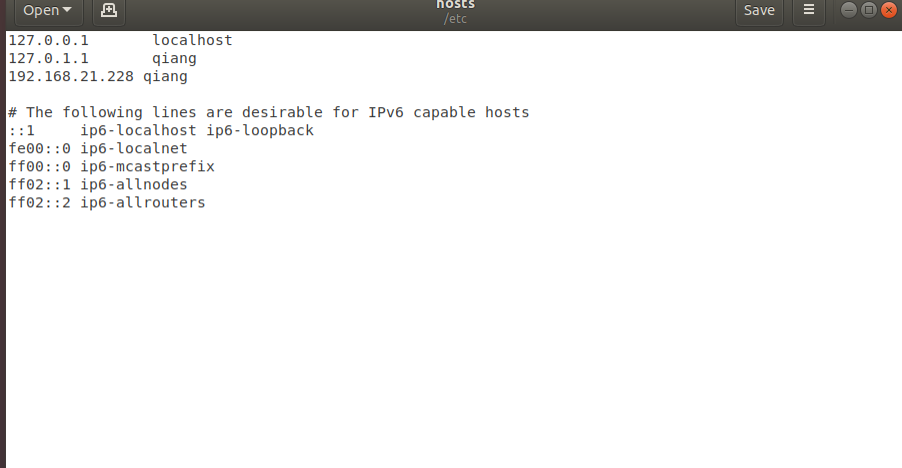 Open
hosts
/etc
Save
127.0.0.1       localhost
127.0.1.1       qiang
192.168.21.228 qiang
# The following lines are desirable for IPv6 capable hosts
::1     ip6-localhost ip6-loopback
fe00::0 ip6-localnet
ff00::0 ip6-mcastprefix
ff02::1 ip6-allnodes
ff02::2 ip6-allrouters